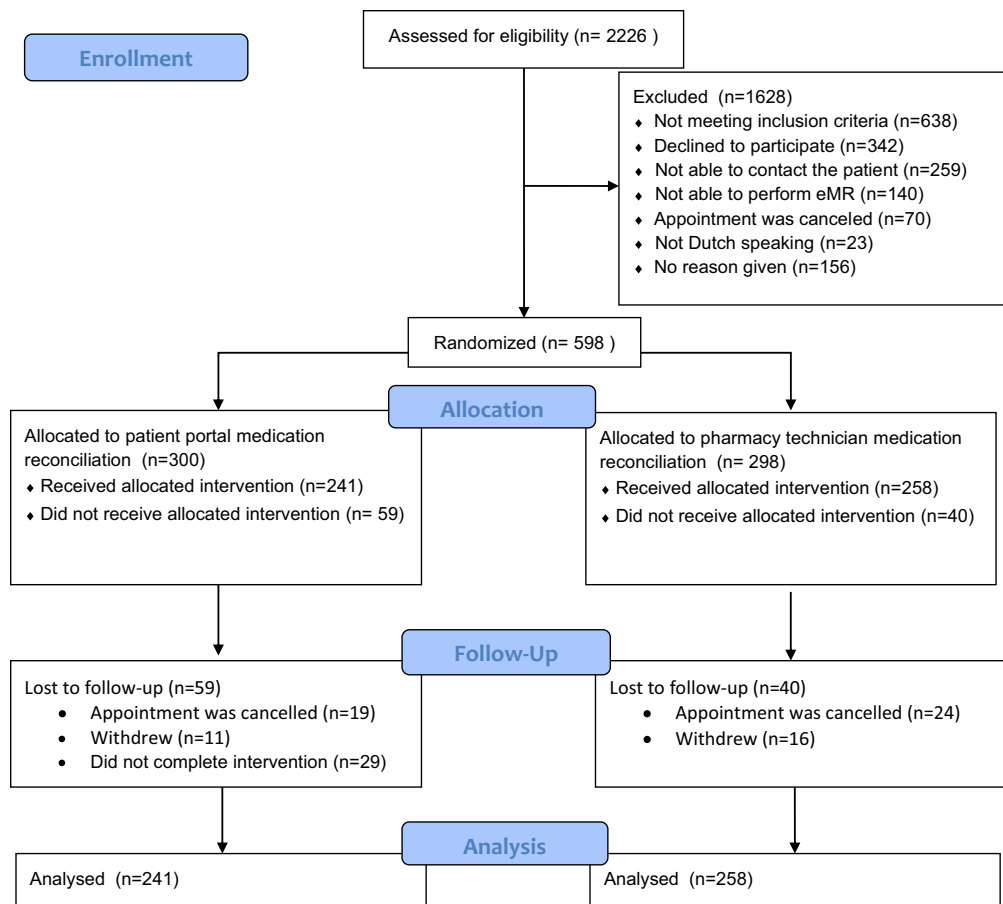 Assessed for eligibility (n= 2226 )
Enrollment
Excluded (n=1628)
♦ Not meeting inclusion criteria (n=638)
♦ Declined to participate (n=342)
♦ Not able to contact the patient (n=259)
♦ Not able to perform eMR (n=140)
♦ Appointment was canceled (n=70)
♦ Not Dutch speaking (n=23)
♦ No reason given (n=156)
Randomized (n= 598 )
Allocation
Allocated to patient portal medication
reconciliation (n=300)
♦ Received allocated intervention (n=241)
♦ Did not receive allocated intervention (n= 59)
Allocated to pharmacy technician medication
reconciliation (n= 298)
♦ Received allocated intervention (n=258)
♦ Did not receive allocated intervention (n=40)
Follow-Up
Lost to follow-up (n=59)
• Appointment was cancelled (n=19)
• Withdrew (n=11)
• Did not complete intervention (n=29)
Lost to follow-up (n=40)
• Appointment was cancelled (n=24)
• Withdrew (n=16)
Analysis
Analysed (n=241)
Analysed (n=258)